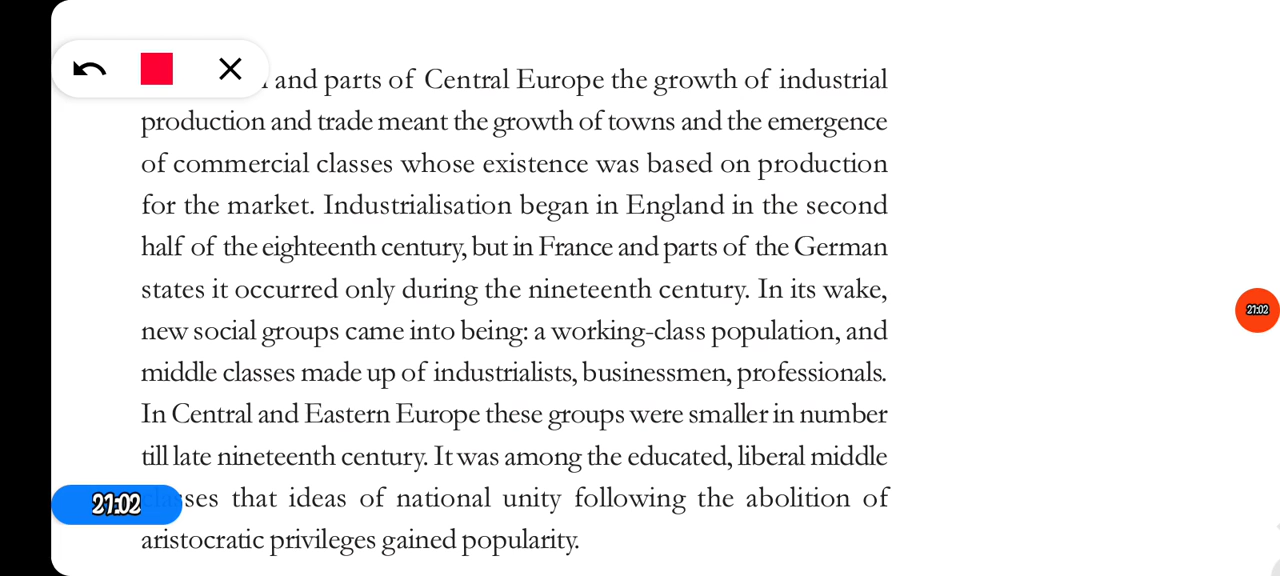 and parts of Central Europe the growth of industrial
production and trade meant the growth of towns and the emergence
of commercial classes whose existence was based on production
for the market. Industrialisation began in England in the second
half of the eighteenth century, but in France and parts of the German
states it occurred only during the nineteenth century. In its wake,
new social groups came into being: a working-class population, and
middle classes made up of industrialists, businessmen, professionals.
In Central and Eastern Europe these groups were smaller in number
till late nineteenth century. It was among the educated, liberal middle
classes that ideas of national unity following the abolition of
aristocratic privileges gained popularity.
21:02
21:02